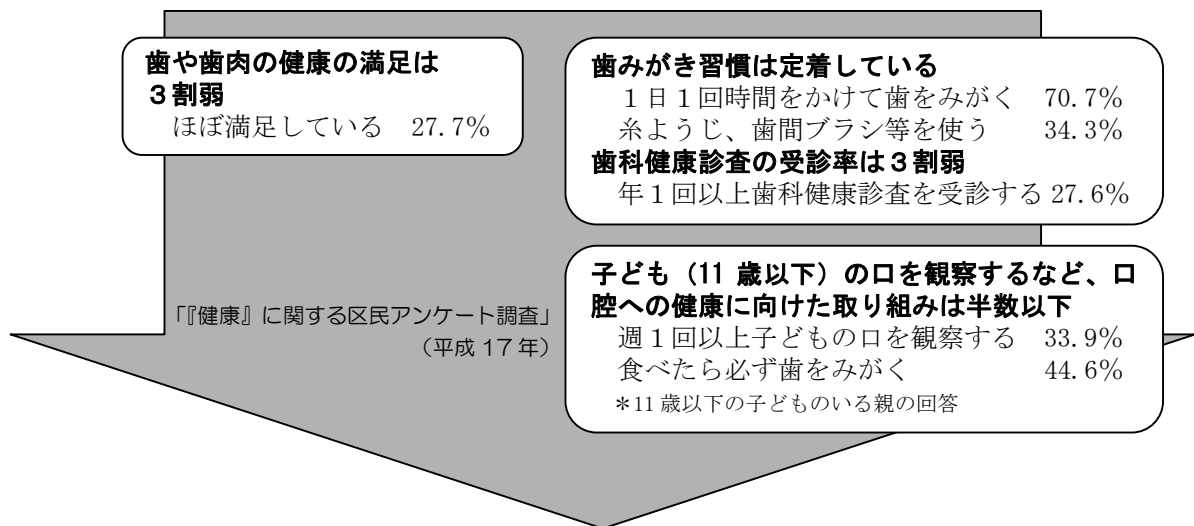 歯や歯肉の健康の満足は
3割弱
ほぼ満足している 27.7%
歯みがき習慣は定着している
1日1回時間をかけて歯をみがく 70.7%
糸ようじ、歯間ブラシ等を使う 34.3%
歯科健康診査の受診率は3割弱
年1回以上歯科健康診査を受診する 27.6%
子ども(11 歳以下)の口を観察するなど、口
腔への健康に向けた取り組みは半数以下
週1回以上子どもの口を観察する 33.9%
食べたら必ず歯をみがく 44.6%
*11 歳以下の子どものいる親の回答
「『健康』に関する区民アンケート調査」
(平成 17 年)